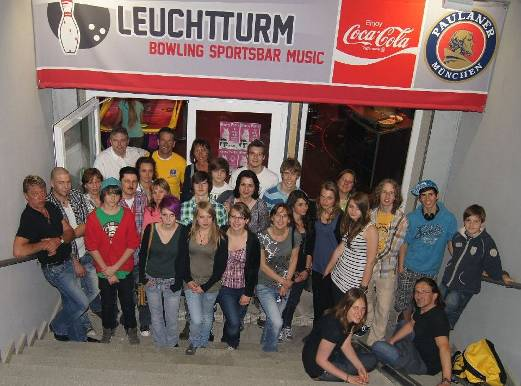 LEUCHTTURM
BOWLING SPORTSBAR MUSIC
Enjoy
Coca-Cola
PAULANER
MÜNCHEN